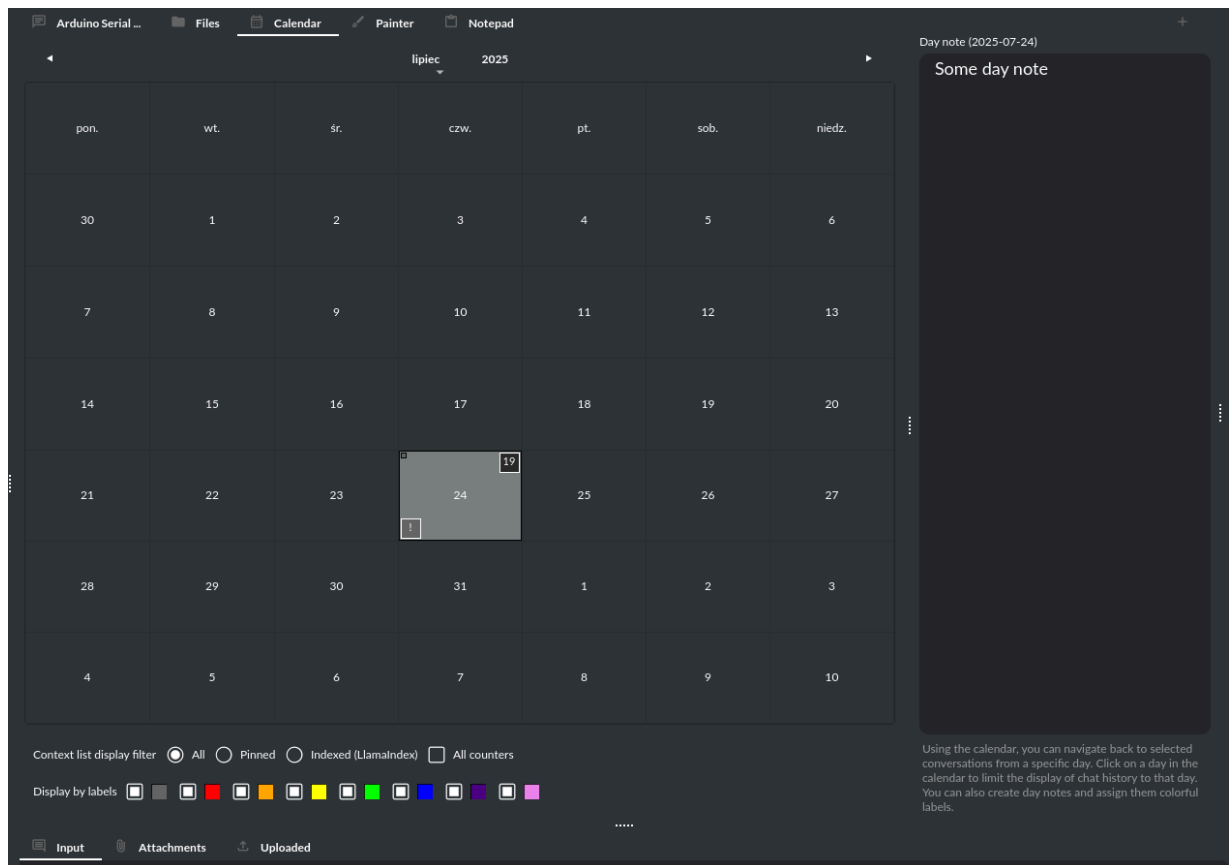 Arduino Serial ... Files Calendar Painter Notepad +
Day note (2025-07-24)
lipiec 2025
Some day note
pon. wt. śr. czw. pt. sob. niedz.
30 1 2 3 4 5 6
7 8 9 10 11 12 13
14 15 16 17 18 19 20
19
21 22 23 24 25 26 27
!
28 29 30 31 1 2 3
4 5 6 7 8 9 10
Context list display filter All Pinned Indexed (LlamaIndex) All counters
Display by labels
Using the calendar, you can navigate back to selected
conversations from a specific day. Click on a day in the
calendar to limit the display of chat history to that day.
You can also create day notes and assign them colorful
labels.
Input Attachments Uploaded